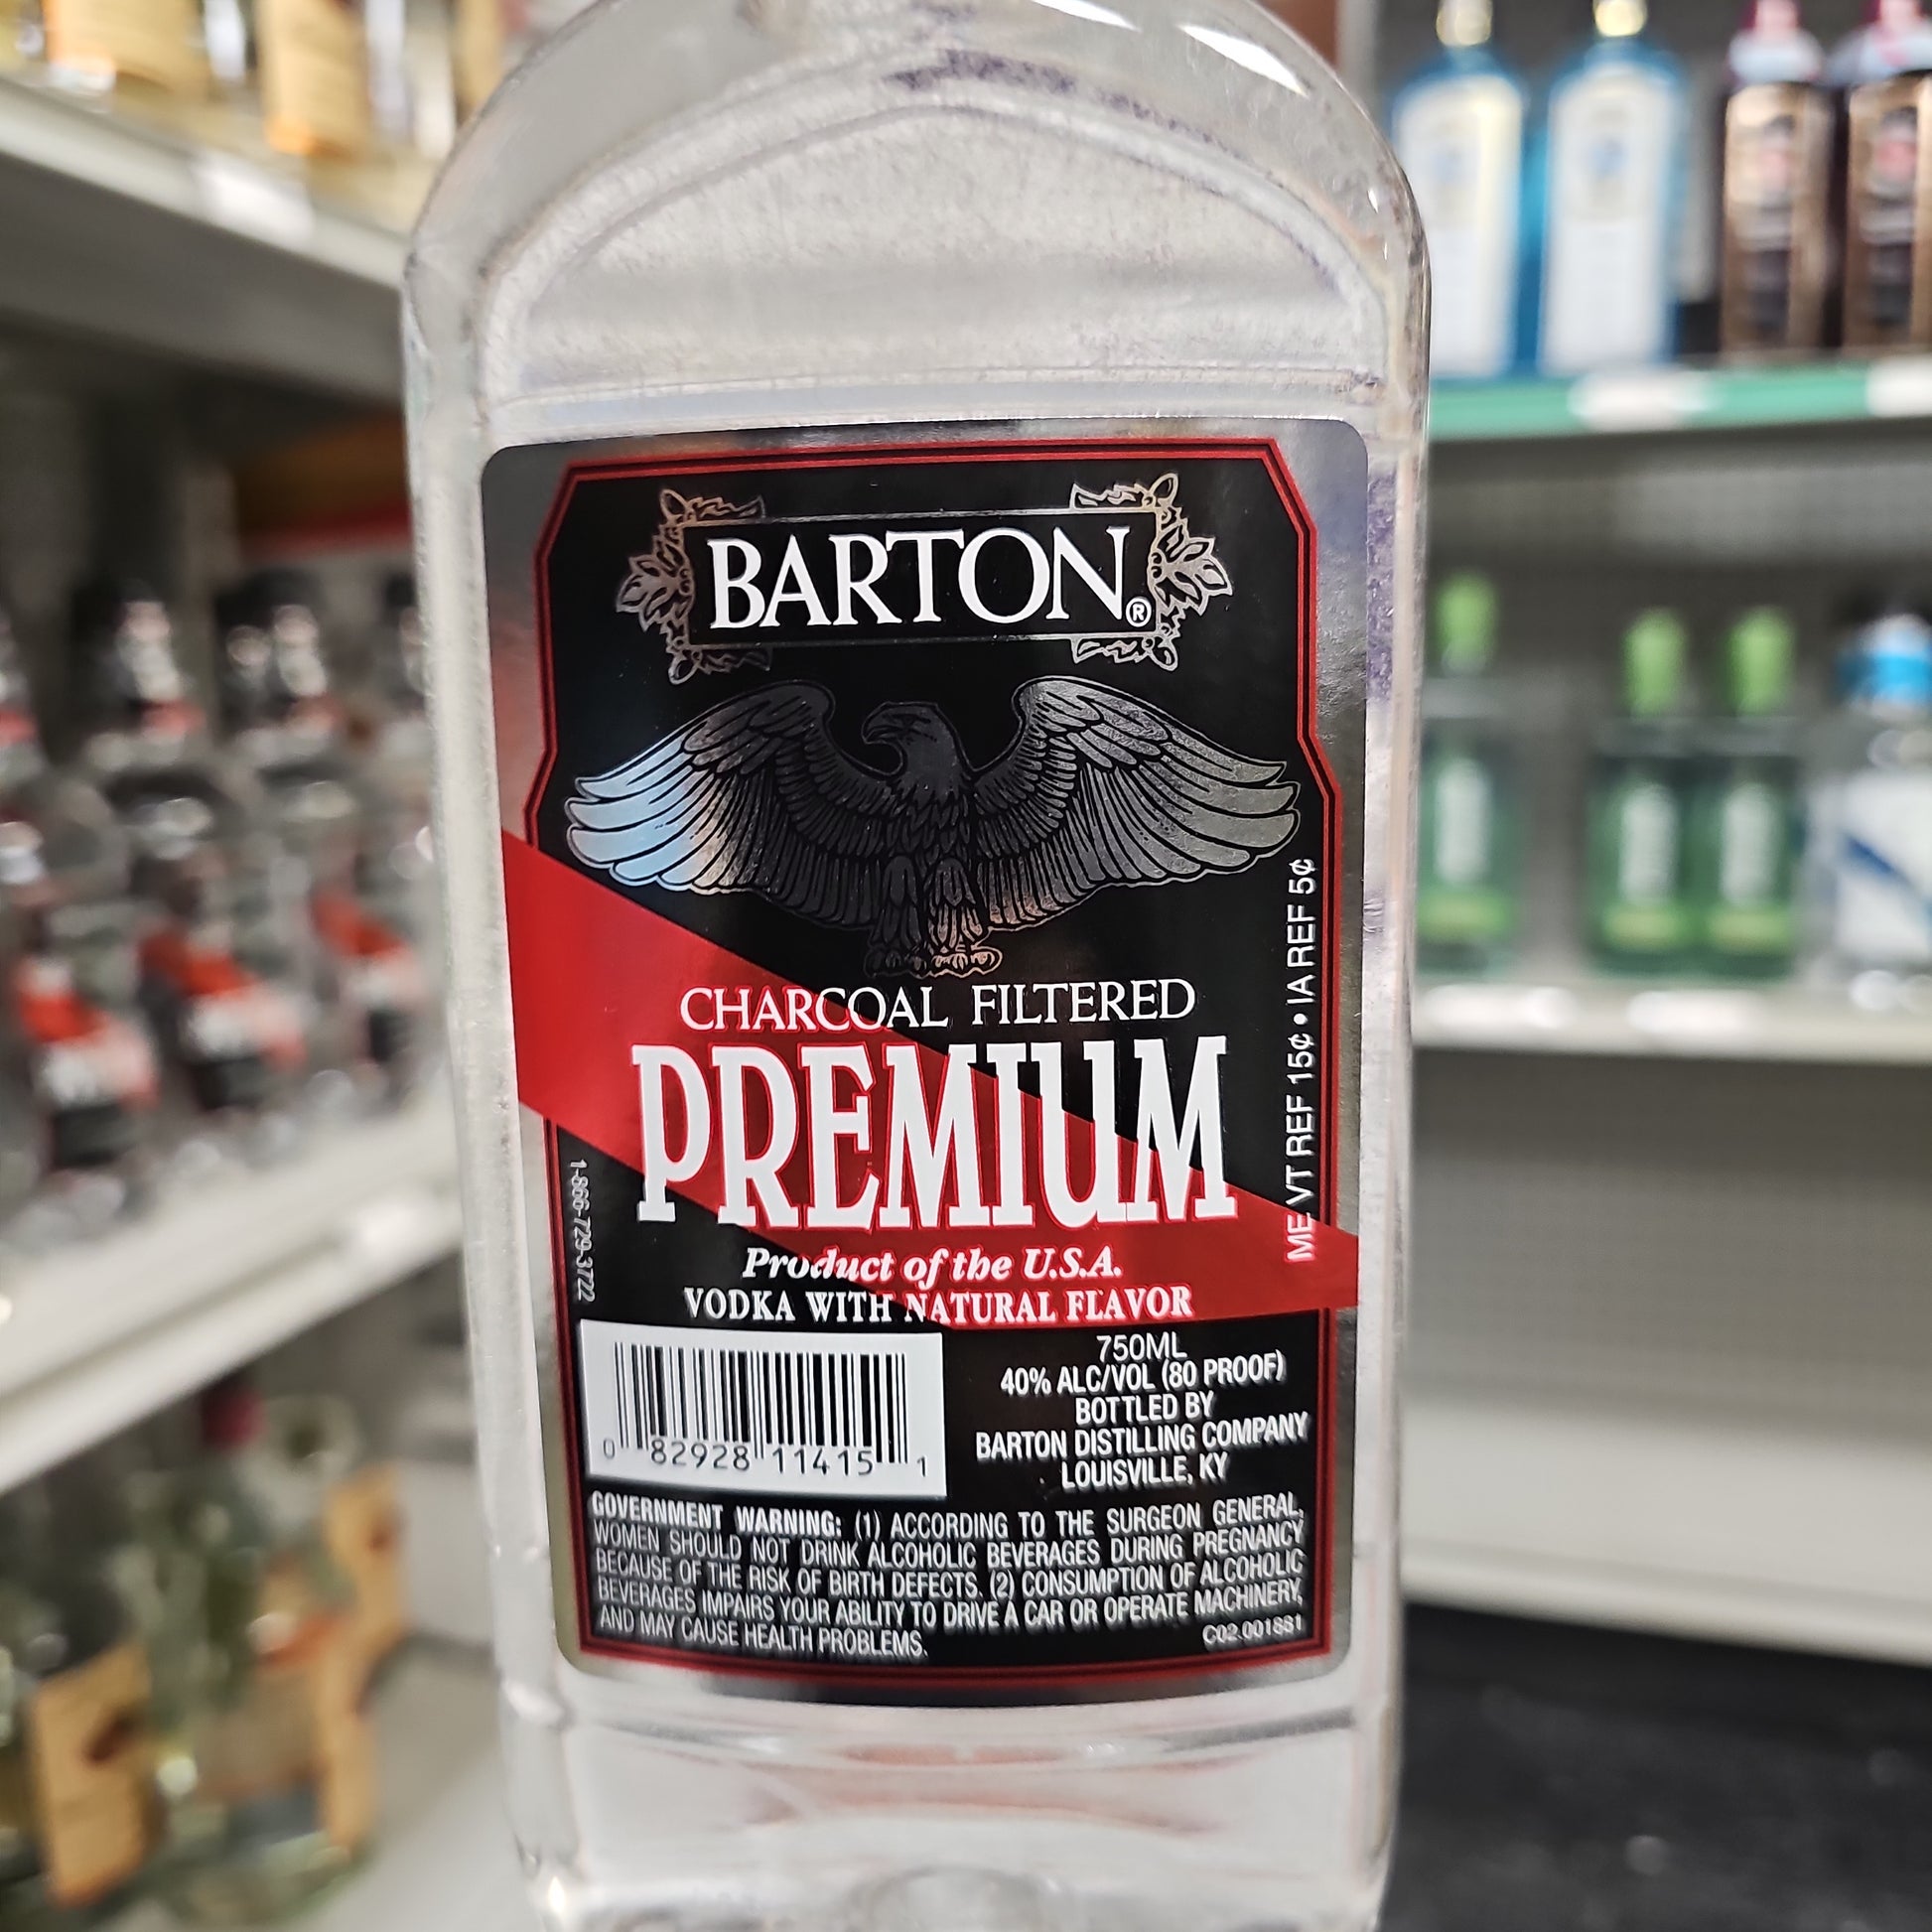 BARTON®
CHARCOAL FILTERED
PREMIUM
Product of the U.S.A.
VODKA WITH NATURAL FLAVOR
ME VT REF 15¢ • IA REF 5¢
1-866-729-3722
0 82928 11415 1
750ML
40% ALC/VOL (80 PROOF)
BOTTLED BY
BARTON DISTILLING COMPANY
LOUISVILLE, KY
GOVERNMENT WARNING: (1) ACCORDING TO THE SURGEON GENERAL,
WOMEN SHOULD NOT DRINK ALCOHOLIC BEVERAGES DURING PREGNANCY
BECAUSE OF THE RISK OF BIRTH DEFECTS. (2) CONSUMPTION OF ALCOHOLIC
BEVERAGES IMPAIRS YOUR ABILITY TO DRIVE A CAR OR OPERATE MACHINERY,
AND MAY CAUSE HEALTH PROBLEMS.
C02 001881